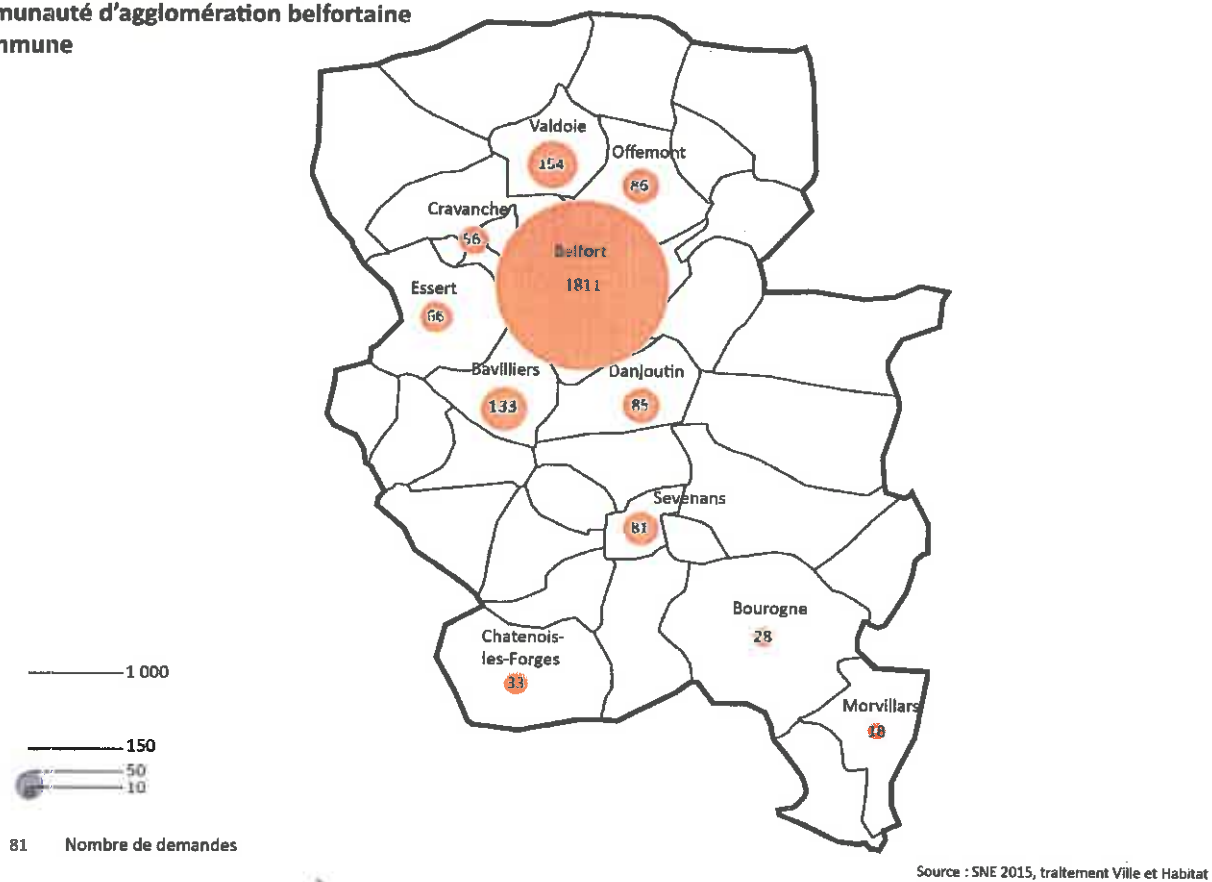 munauté d'agglomération belfortaine
mmune
Valdoie
154
Offemont
86
Cravanche
56
Belfort
1811
Essert
66
Bavilliers
133
Danjoutin
85
Sevenans
81
Bourogne
28
Chatenois-
les-Forges
33
Morvillars
18
1 000
150
50
10
81 Nombre de demandes
Source : SNE 2015, traitement Ville et Habitat